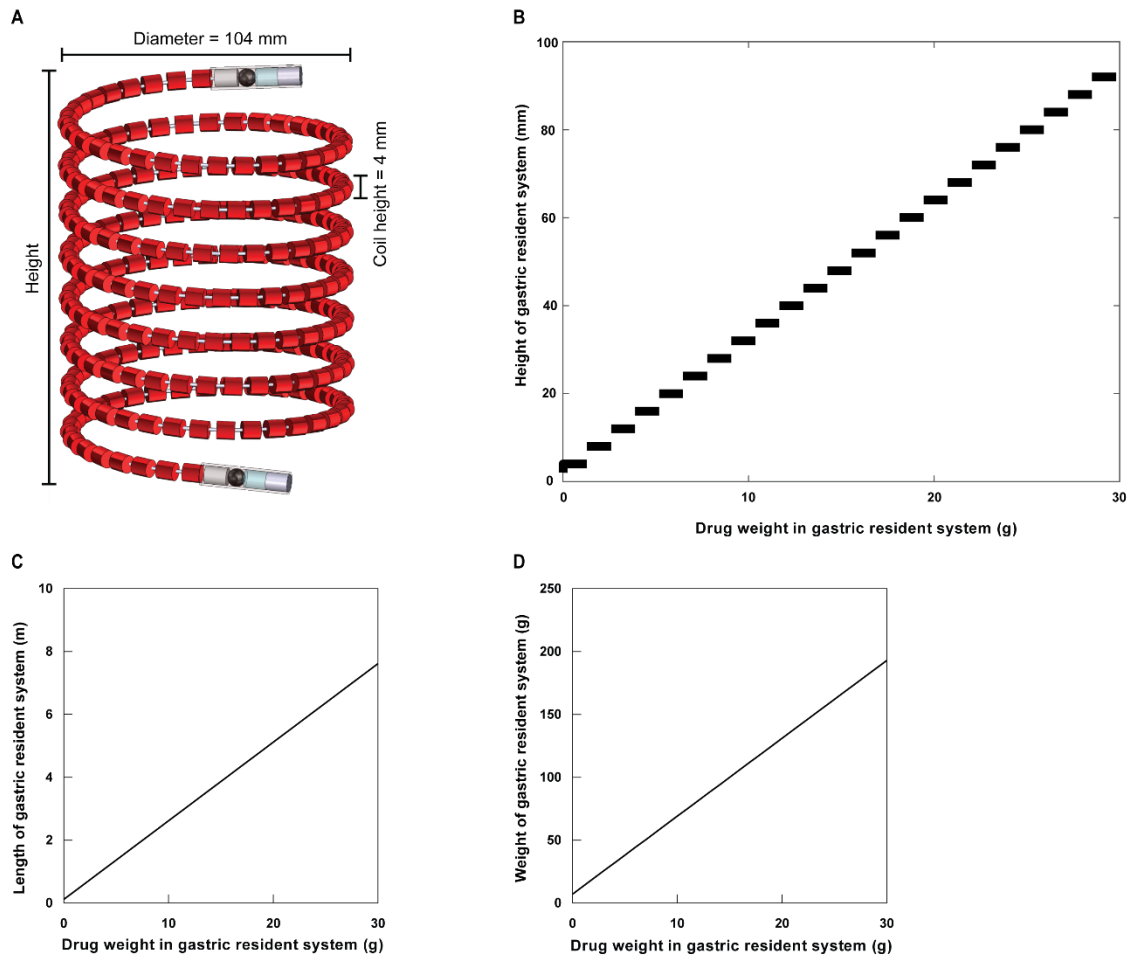 A
Diameter = 104 mm
Height
Coil height = 4 mm
B
100
80
60
40
20
0
Height of gastric resident system (mm)
0
10
20
30
Drug weight in gastric resident system (g)
C
10
8
6
4
2
0
Length of gastric resident system (m)
0
10
20
30
Drug weight in gastric resident system (g)
D
250
200
150
100
50
0
Weight of gastric resident system (g)
0
10
20
30
Drug weight in gastric resident system (g)